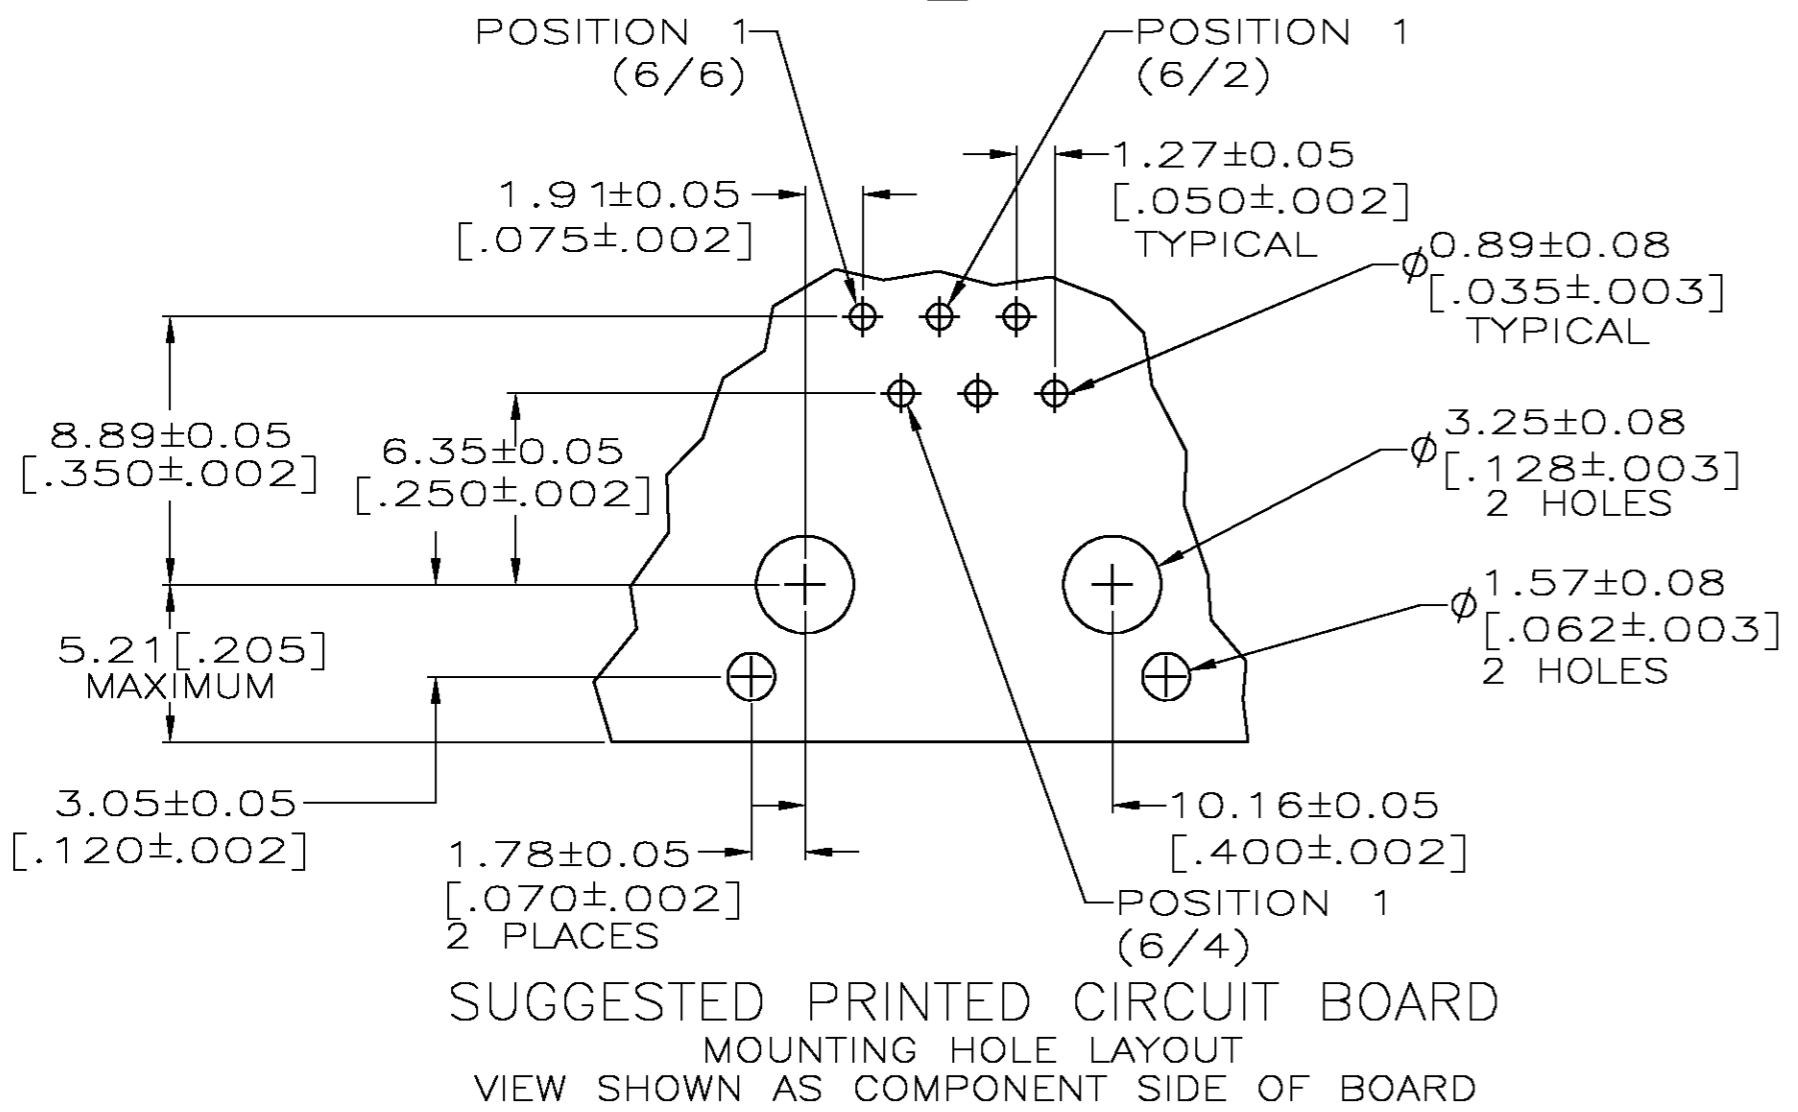 POSITION 1
(6/6)
POSITION 1
(6/2)
1.27±0.05
[.050±.002]
TYPICAL
1.91±0.05
[.075±.002]
⌀0.89±0.08
[.035±.003]
TYPICAL
8.89±0.05
[.350±.002]
6.35±0.05
[.250±.002]
⌀3.25±0.08
[.128±.003]
2 HOLES
⌀1.57±0.08
[.062±.003]
2 HOLES
5.21[.205]
MAXIMUM
3.05±0.05
[.120±.002]
1.78±0.05
[.070±.002]
2 PLACES
10.16±0.05
[.400±.002]
POSITION 1
(6/4)
SUGGESTED PRINTED CIRCUIT BOARD
MOUNTING HOLE LAYOUT
VIEW SHOWN AS COMPONENT SIDE OF BOARD